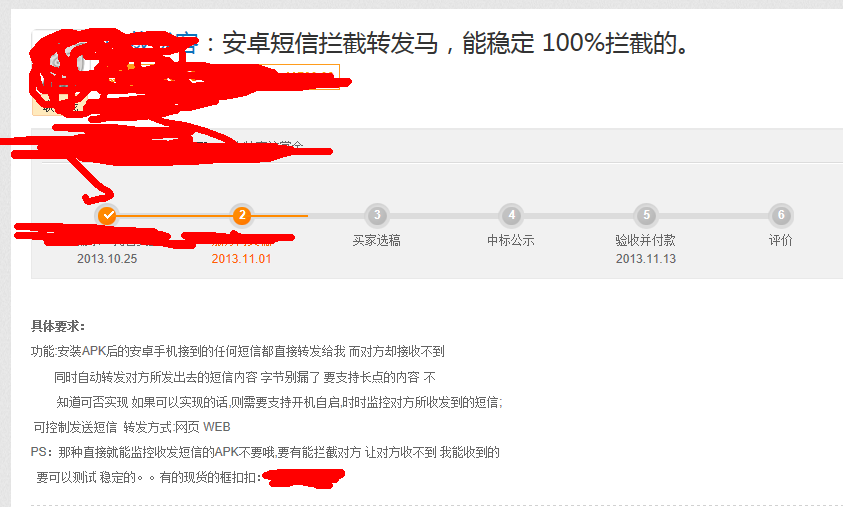 客：安卓短信拦截转发马，能稳定 100%拦截的。
2
3
4
5
6
买家选稿
中标公示
验收并付款
评价
2013.10.25
2013.11.01
2013.11.13
具体要求：
功能:安装APK后的安卓手机接到的任何短信都直接转发给我 而对方却接收不到
同时自动转发对方所发出去的短信内容 字节别漏了 要支持长点的内容 不
知道可否实现 如果可以实现的话,则需要支持开机自启,时时监控对方所收发到的短信;
可控制发送短信 转发方式:网页 WEB
PS：那种直接就能监控收发短信的APK不要哦,要有能拦截对方 让对方收不到 我能收到的
要可以测试 稳定的。。有的现货的框扣扣：